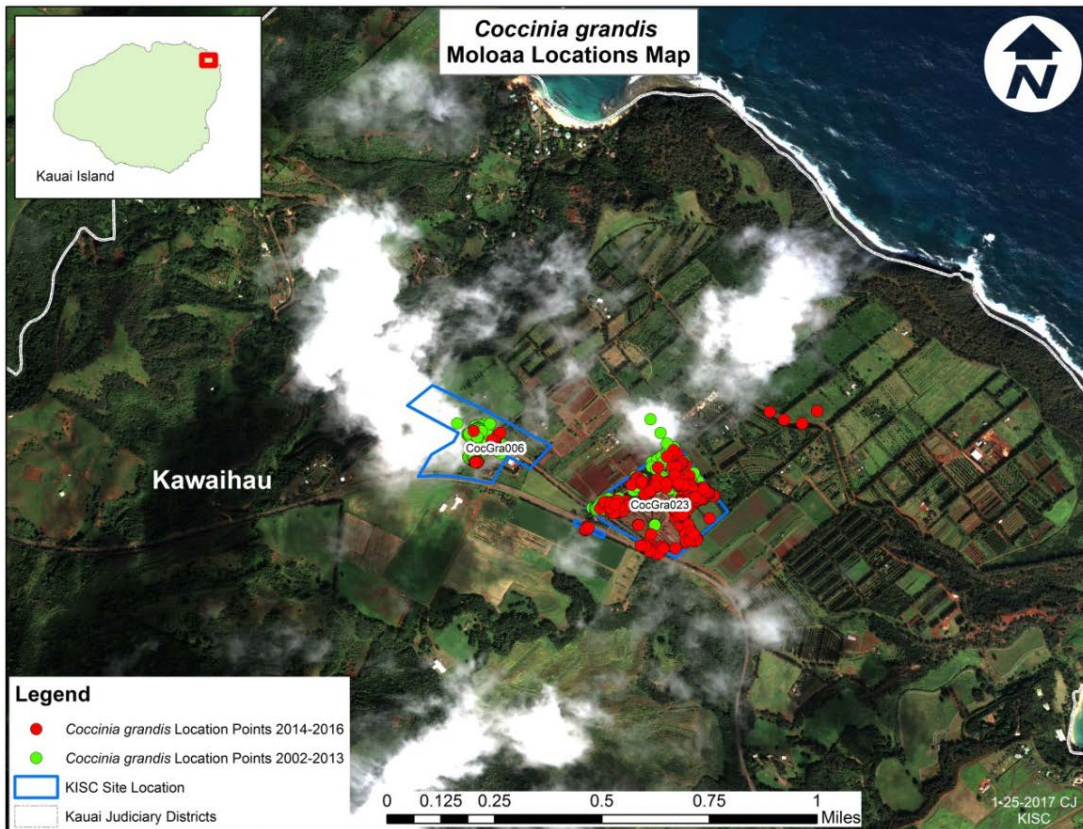 Coccinia grandis
Moloaa Locations Map
N
Kauai Island
Kawaihau
CocGra006
CocGra023
Legend
Coccinia grandis Location Points 2014-2016
Coccinia grandis Location Points 2002-2013
KISC Site Location
Kauai Judiciary Districts
0 0.125 0.25 0.5 0.75 1
Miles
1-25-2017 CJ
KISC